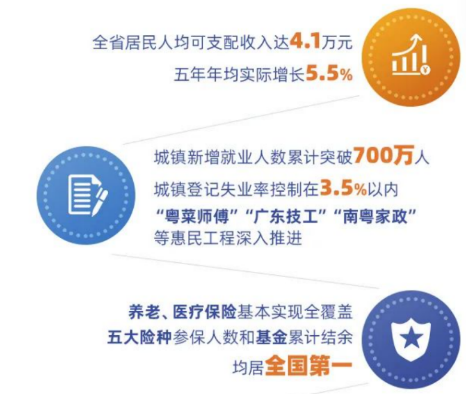 全省居民人均可支配收入达4.1万元
五年年均实际增长5.5%
城镇新增就业人数累计突破700万人
城镇登记失业率控制在3.5%以内
“粤菜师傅”“广东技工”“南粤家政”
等惠民工程深入推进
养老、医疗保险基本实现全覆盖
五大险种参保人数和基金累计结余
均居全国第一